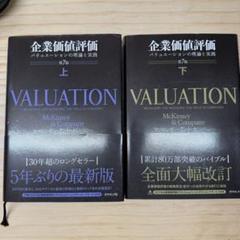 企業価値評価
第7版
バリュエーションの理論と実践
上
VALUATION
McKinsey
& Company
【30年超のロングセラー】
5年ぶりの最新版
企業価値評価
第7版
バリュエーションの理論と実践
下
VALUATION
McKinsey
& Company
【累計80万部突破のバイブル】
全面大幅改訂